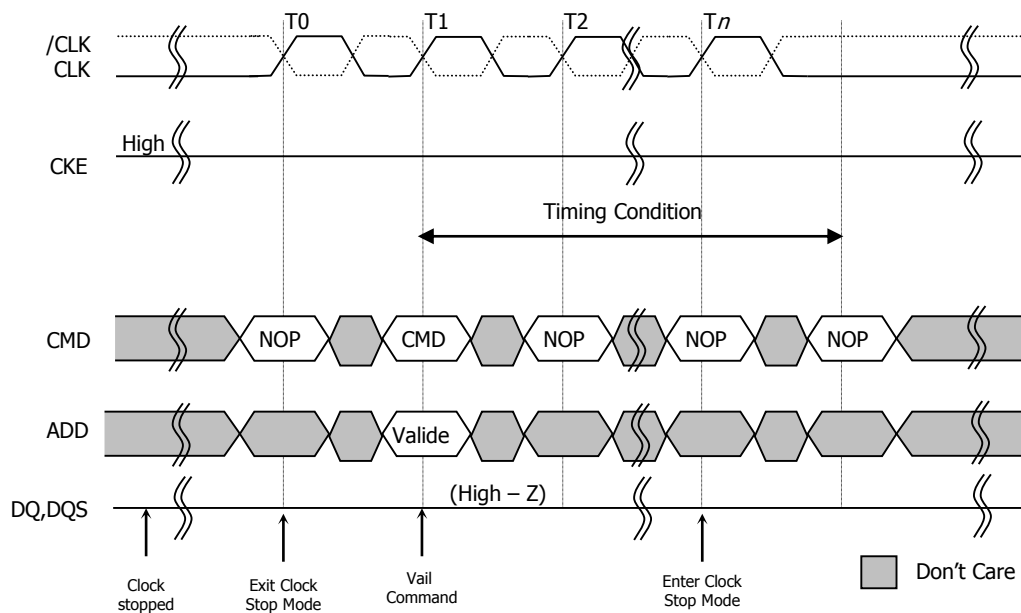 T0 T1 T2 Tn
/CLK
CLK
High
CKE
Timing Condition
CMD NOP CMD NOP NOP NOP
ADD Valide
(High – Z)
DQ,DQS
Clock
stopped
Exit Clock
Stop Mode
Vail
Command
Enter Clock
Stop Mode
Don't Care